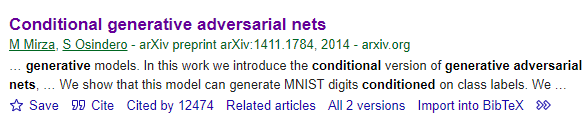 Conditional generative adversarial nets
M Mirza, S Osindero - arXiv preprint arXiv:1411.1784, 2014 - arxiv.org
… generative models. In this work we introduce the conditional version of generative adversarial
nets, … We show that this model can generate MNIST digits conditioned on class labels. We …
Save Cite Cited by 12474 Related articles All 2 versions Import into BibTeX